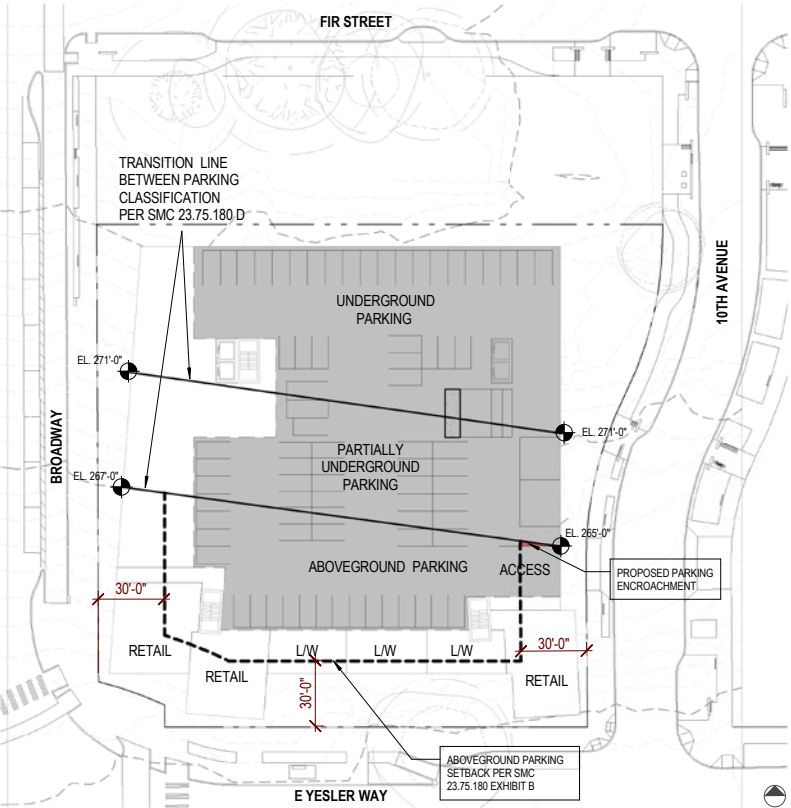 FIR STREET
TRANSITION LINE
BETWEEN PARKING
CLASSIFICATION
PER SMC 23.75.180 D
10TH AVENUE
UNDERGROUND
PARKING
EL. 271'-0"
EL. 271'-0"
BROADWAY
PARTIALLY
UNDERGROUND
PARKING
EL. 267'-0"
EL. 265'-0"
ABOVEGROUND PARKING
ACCESS
PROPOSED PARKING
ENCROACHMENT
30'-0"
RETAIL
L/W
L/W
L/W
30'-0"
RETAIL
RETAIL
30'-0"
ABOVEGROUND PARKING
SETBACK PER SMC
23.75.180 EXHIBIT B
E YESLER WAY